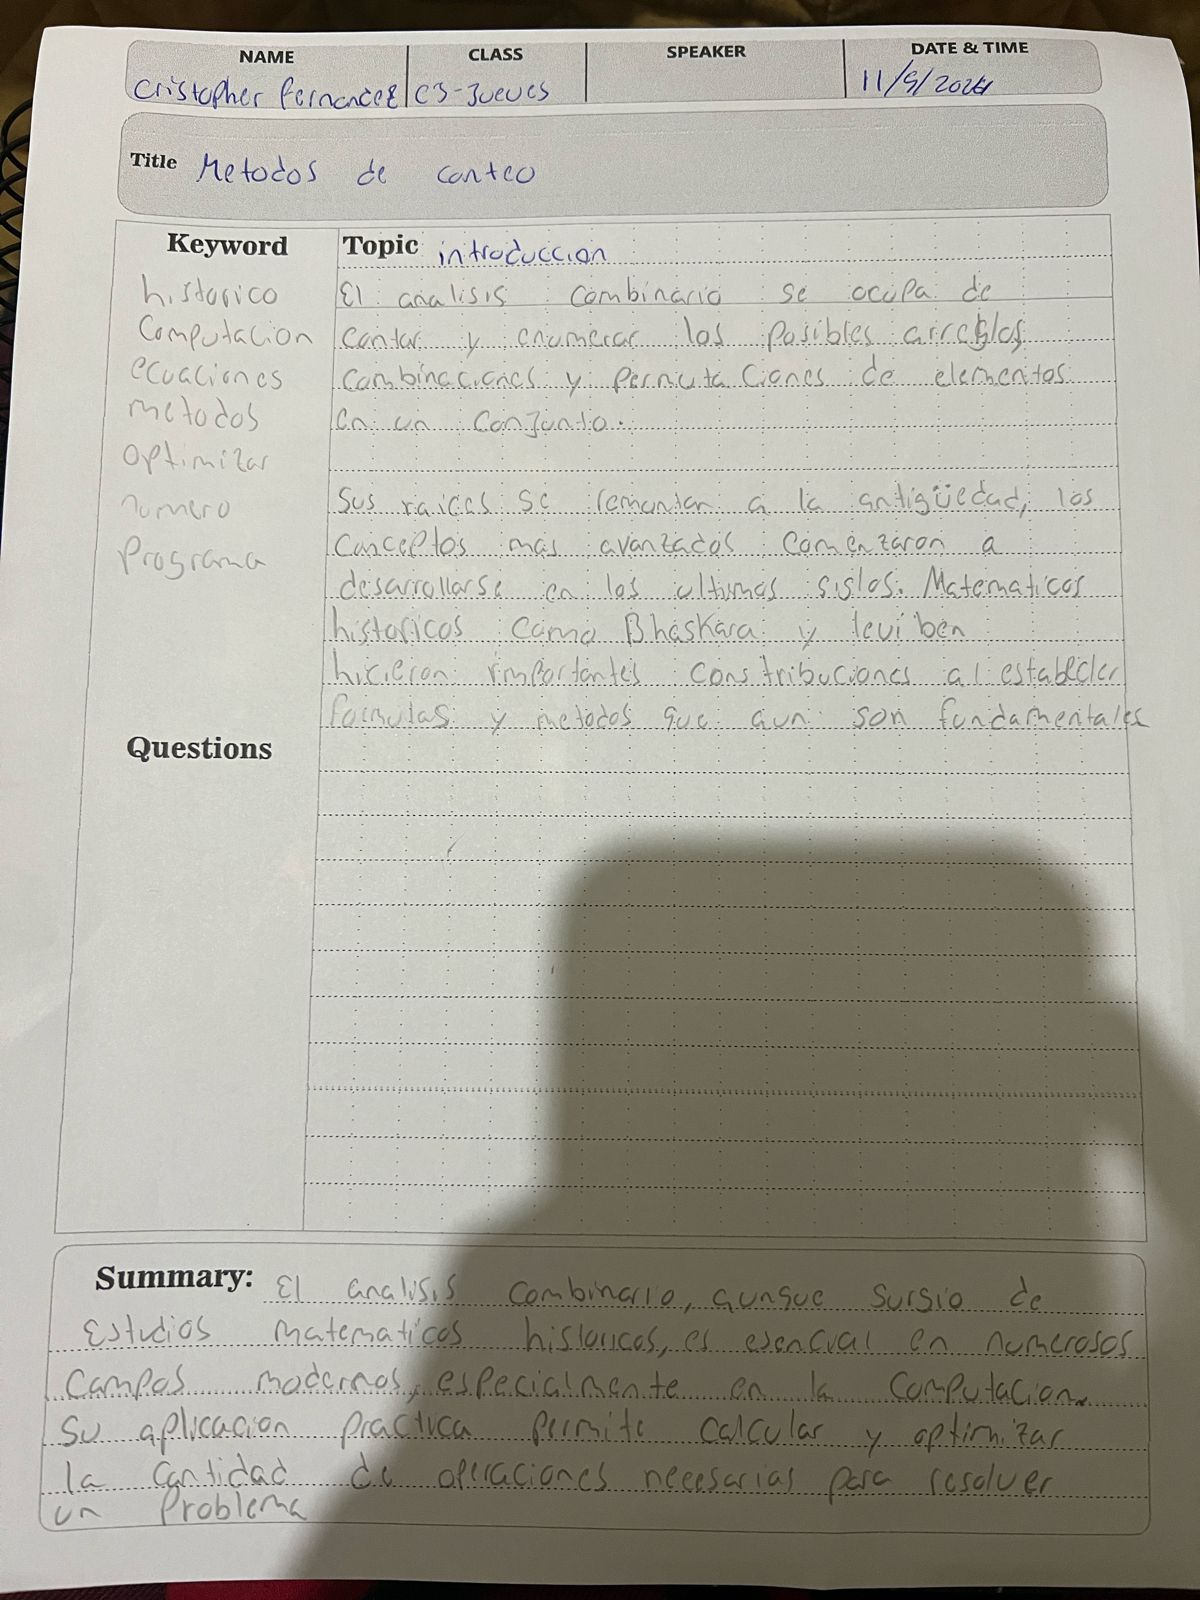 NAME CLASS SPEAKER DATE & TIME
Cristopher Fernandez C3-Jueves 11/9/2024
Title Metodos de conteo
Keyword
historico
Computacion
ecuaciones
metodos
optimizar
numero
Programa
Topic introduccion
El analisis combinario se ocupa de
contar y enumerar los posibles arreglos,
combinaciones y permutaciones de elementos
en un conjunto.
Sus raices se remontan a la antigüedad, los
conceptos mas avanzados comenzaron a
desarrollarse en los ultimos siglos. Matematicos
historicos como Bhaskara y levi ben
hicieron importantes constribuciones al establecer
formulas y metodos que aun son fundamentales
Questions
Summary: El analisis combinario, aunque surgio de
Estudios matematicos historicos, es esencial en numerosos
Campos modernos, especialmente en la computacion.
Su aplicacion practica permite calcular y optimizar
la cantidad de operaciones necesarias para resolver
un Problema